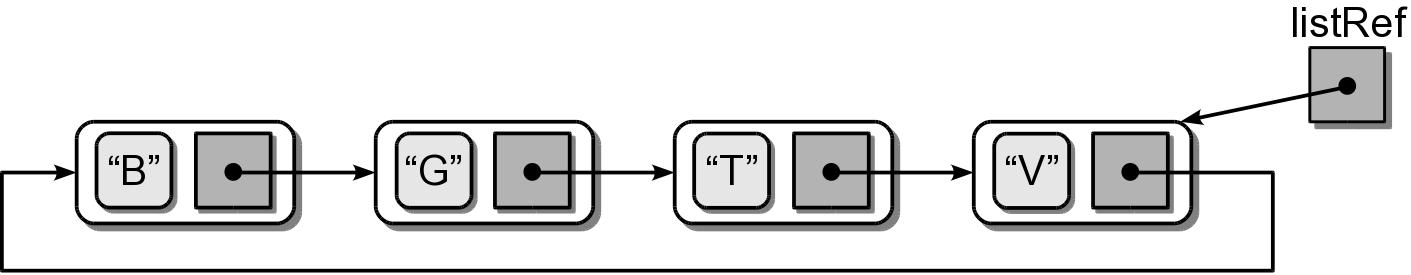 listRef
“B” “G” “T” “V”